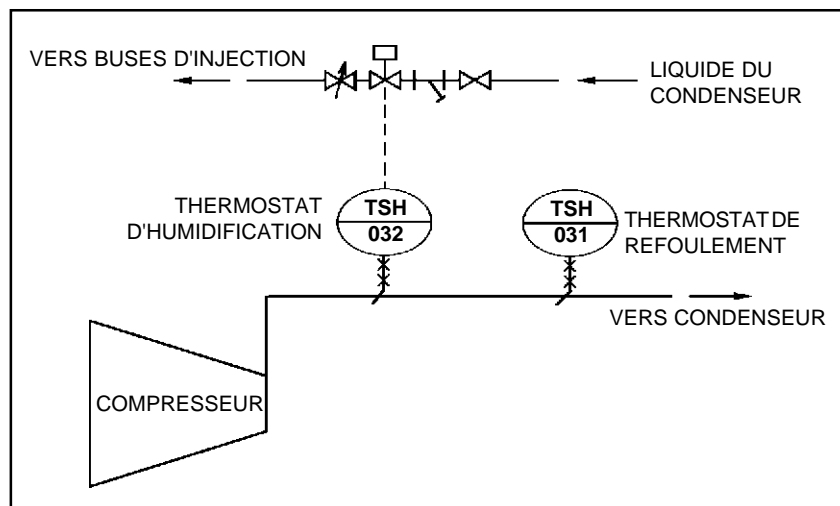 VERS BUSES D'INJECTION
LIQUIDE DU
CONDENSEUR
THERMOSTAT
D'HUMIDIFICATION
TSH
032
TSH
031
THERMOSTAT DE
REFOULEMENT
VERS CONDENSEUR
COMPRESSEUR